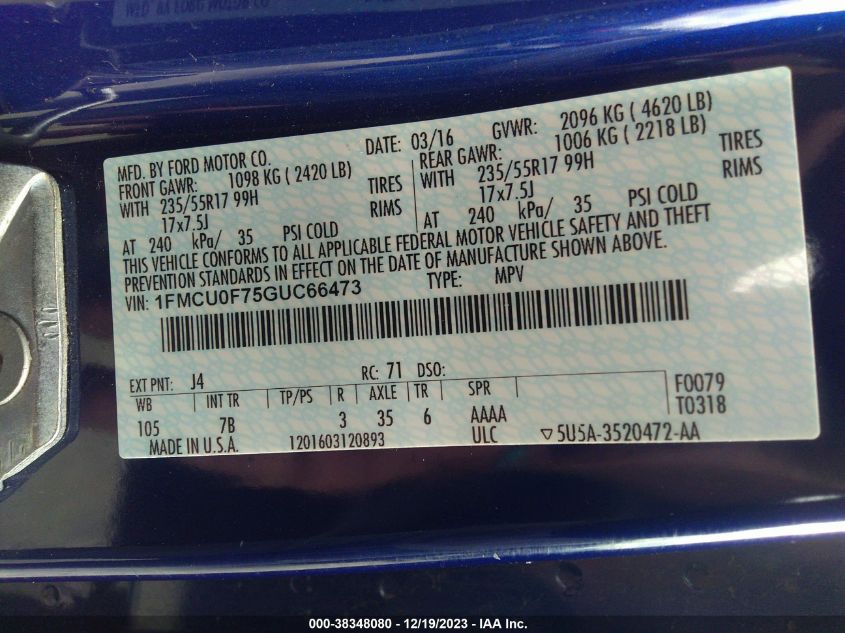 MFD. BY FORD MOTOR CO. DATE: 03/16 GVWR: 2096 KG ( 4620 LB)
FRONT GAWR: 1098 KG ( 2420 LB) REAR GAWR: 1006 KG ( 2218 LB)
WITH 235/55R17 99H TIRES WITH 235/55R17 99H TIRES
17x7.5J RIMS 17x7.5J RIMS
AT 240 kPa/ 35 PSI COLD AT 240 kPa/ 35 PSI COLD
THIS VEHICLE CONFORMS TO ALL APPLICABLE FEDERAL MOTOR VEHICLE SAFETY AND THEFT
PREVENTION STANDARDS IN EFFECT ON THE DATE OF MANUFACTURE SHOWN ABOVE.
VIN: 1FMCU0F75GUC66473 TYPE: MPV
EXT PNT: J4 RC: 71 DSO:
WB INT TR TP/PS R AXLE TR SPR F0079
105 7B 3 35 6 AAAA T0318
MADE IN U.S.A. 1201603120893 ULC ▽5U5A-3520472-AA
000-38348080 - 12/19/2023 - IAA Inc.